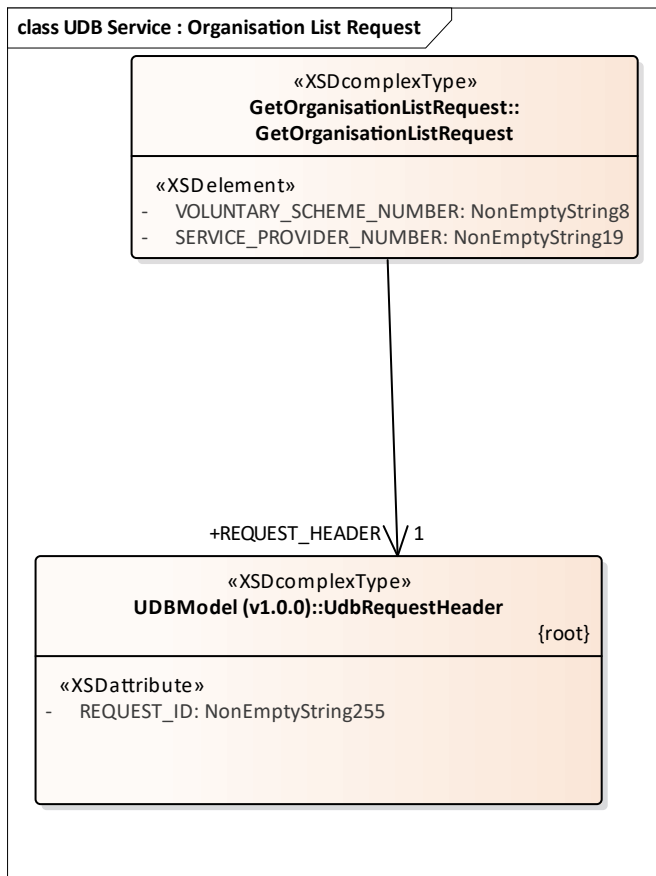 class UDB Service : Organisation List Request
«XSDcomplexType»
GetOrganisationListRequest::
GetOrganisationListRequest
«XSDelement»
- VOLUNTARY_SCHEME_NUMBER: NonEmptyString8
- SERVICE_PROVIDER_NUMBER: NonEmptyString19
+REQUEST_HEADER 1
«XSDcomplexType»
UDBModel (v1.0.0)::UdbRequestHeader
{root}
«XSDattribute»
- REQUEST_ID: NonEmptyString255